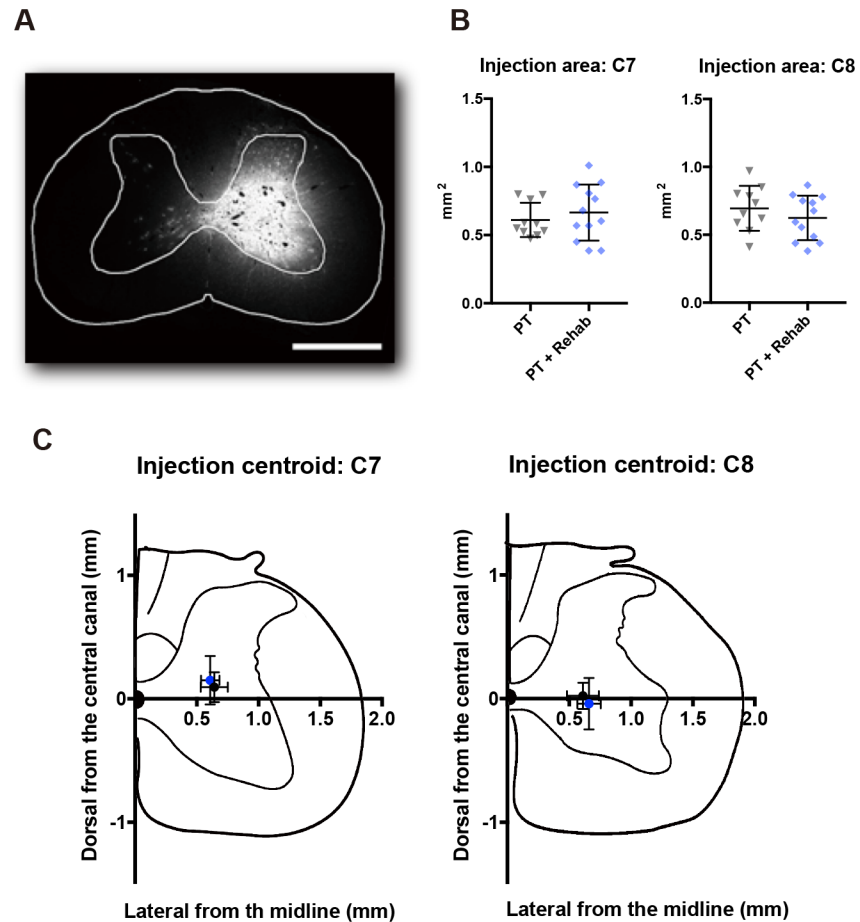 A
B
Injection area: C7
Injection area: C8
1.5
1.0
0.5
0.0
mm²
PT
PT + Rehab
1.5
1.0
0.5
0.0
mm²
PT
PT + Rehab
C
Injection centroid: C7
Dorsal from the central canal (mm)
1
0
-1
0.5
1.0
1.5
2.0
Lateral from th midline (mm)
Injection centroid: C8
Dorsal from the central canal (mm)
1
0
-1
0.5
1.0
1.5
2.0
Lateral from the midline (mm)